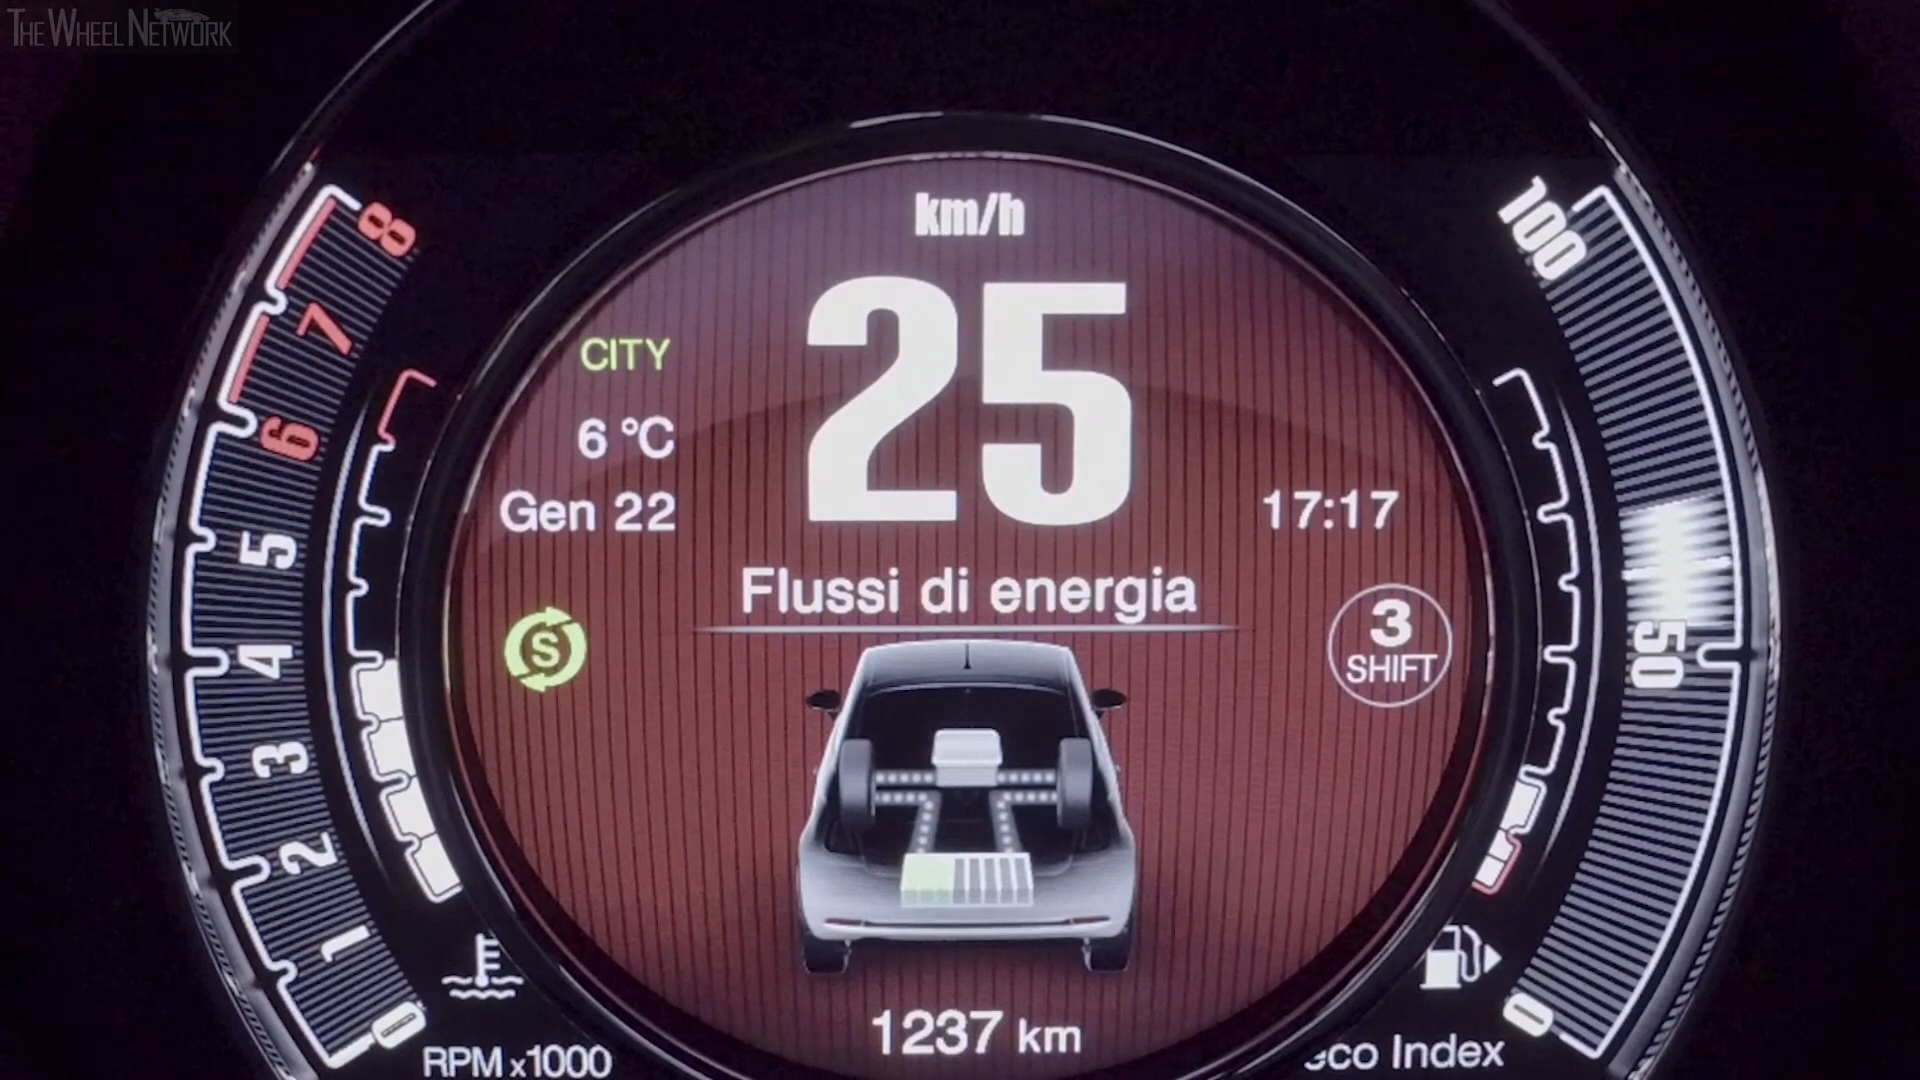 THE WHEEL NETWORK
km/h
25
CITY
6 °C
Gen 22
17:17
Flussi di energia
S
3
SHIFT
1237 km
8
7
6
5
4
3
2
1
0
RPM x1000
100
50
0
eco Index